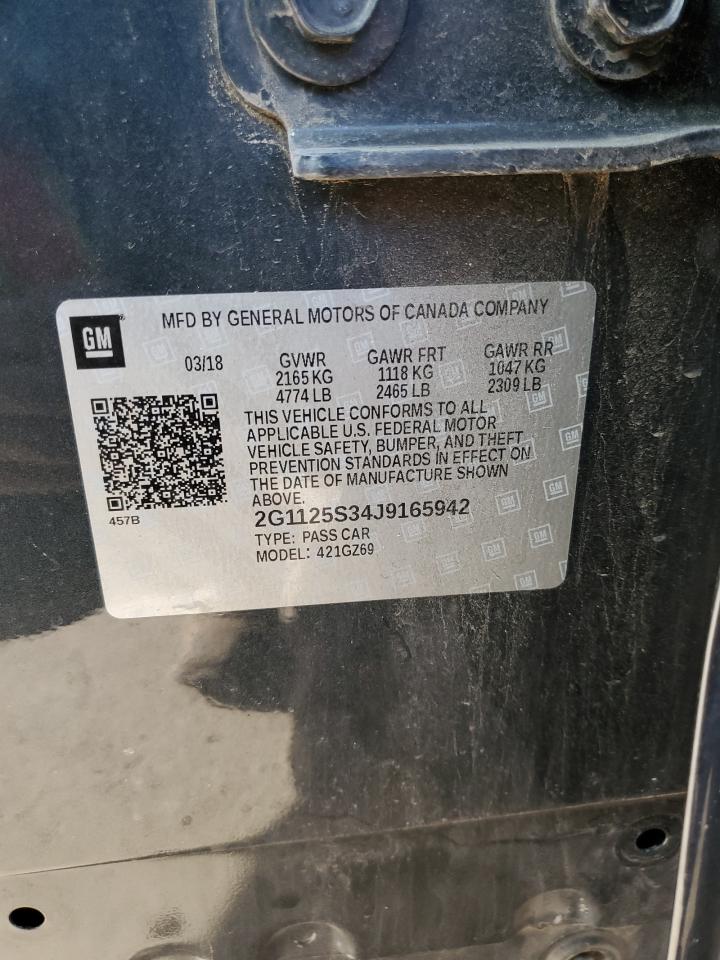 GM
MFD BY GENERAL MOTORS OF CANADA COMPANY
03/18 GVWR GAWR FRT GAWR RR
2165 KG 1118 KG 1047 KG
4774 LB 2465 LB 2309 LB
THIS VEHICLE CONFORMS TO ALL
APPLICABLE U.S. FEDERAL MOTOR
VEHICLE SAFETY, BUMPER, AND THEFT
PREVENTION STANDARDS IN EFFECT ON
THE DATE OF MANUFACTURE SHOWN
ABOVE.
457B
2G1125S34J9165942
TYPE: PASS CAR
MODEL: 421GZ69